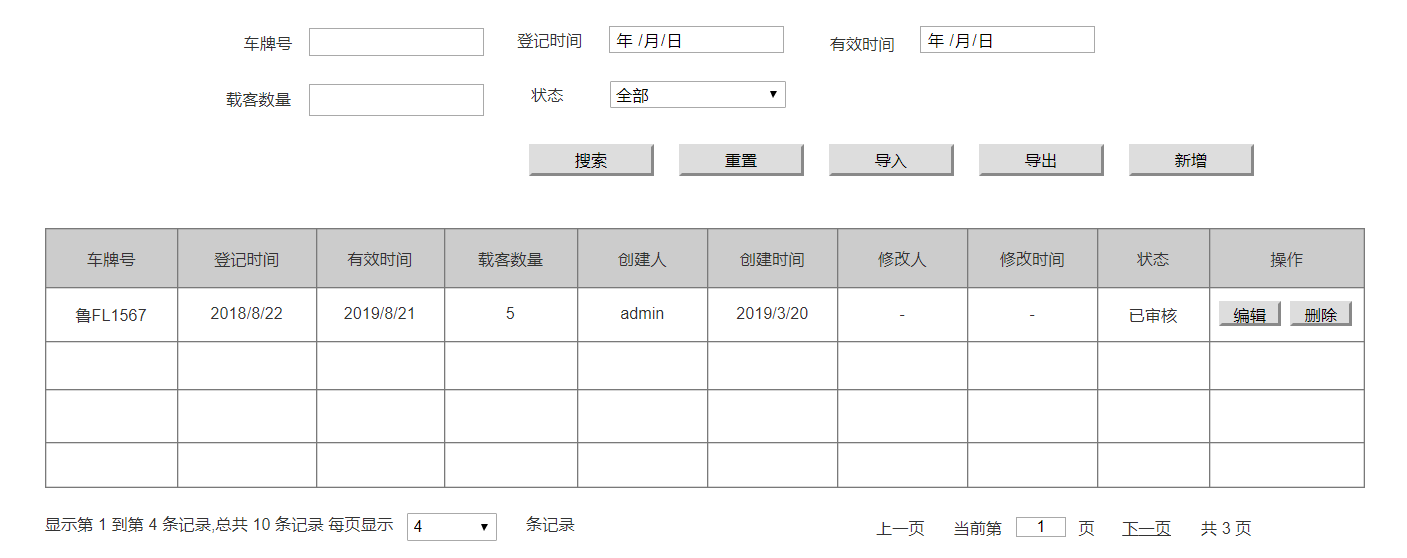 车牌号 登记时间 年 /月/日 有效时间 年 /月/日
载客数量 状态 全部
搜索 重置 导入 导出 新增
车牌号 登记时间 有效时间 载客数量 创建人 创建时间 修改人 修改时间 状态 操作
鲁FL1567 2018/8/22 2019/8/21 5 admin 2019/3/20 - - 已审核 编辑 删除
显示第 1 到第 4 条记录,总共 10 条记录 每页显示 4 条记录 上一页 当前第 1 页 下一页 共 3 页